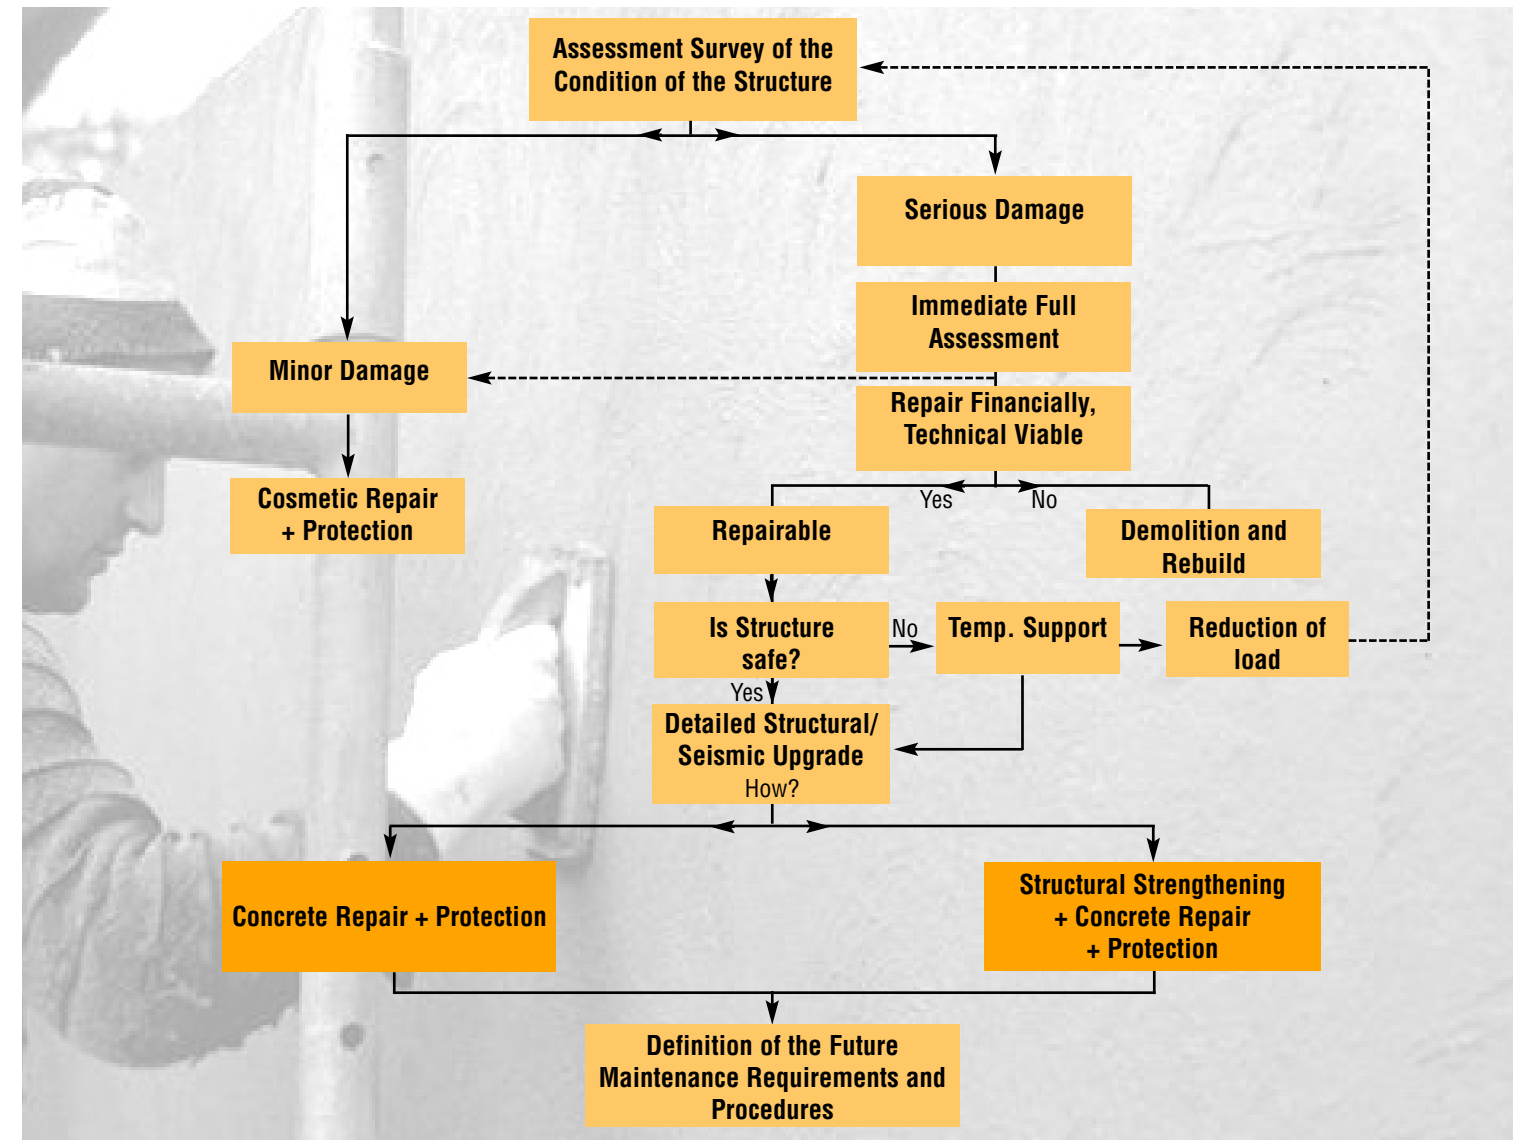 Assessment Survey of the
Condition of the Structure
Serious Damage
Immediate Full
Assessment
Minor Damage
Repair Financially,
Technical Viable
Cosmetic Repair
+ Protection
Yes
No
Repairable
Demolition and
Rebuild
Is Structure
safe?
No
Temp. Support
Reduction of
load
Yes
Detailed Structural/
Seismic Upgrade
How?
Concrete Repair + Protection
Structural Strengthening
+ Concrete Repair
+ Protection
Definition of the Future
Maintenance Requirements and
Procedures